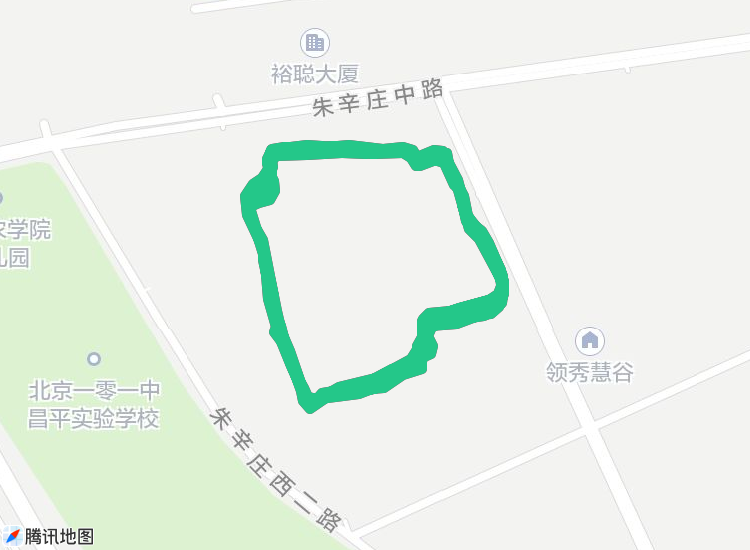 裕聪大厦
朱辛庄中路
农学院
儿园
领秀慧谷
北京一零一中
昌平实验学校
朱辛庄西二路
腾讯地图